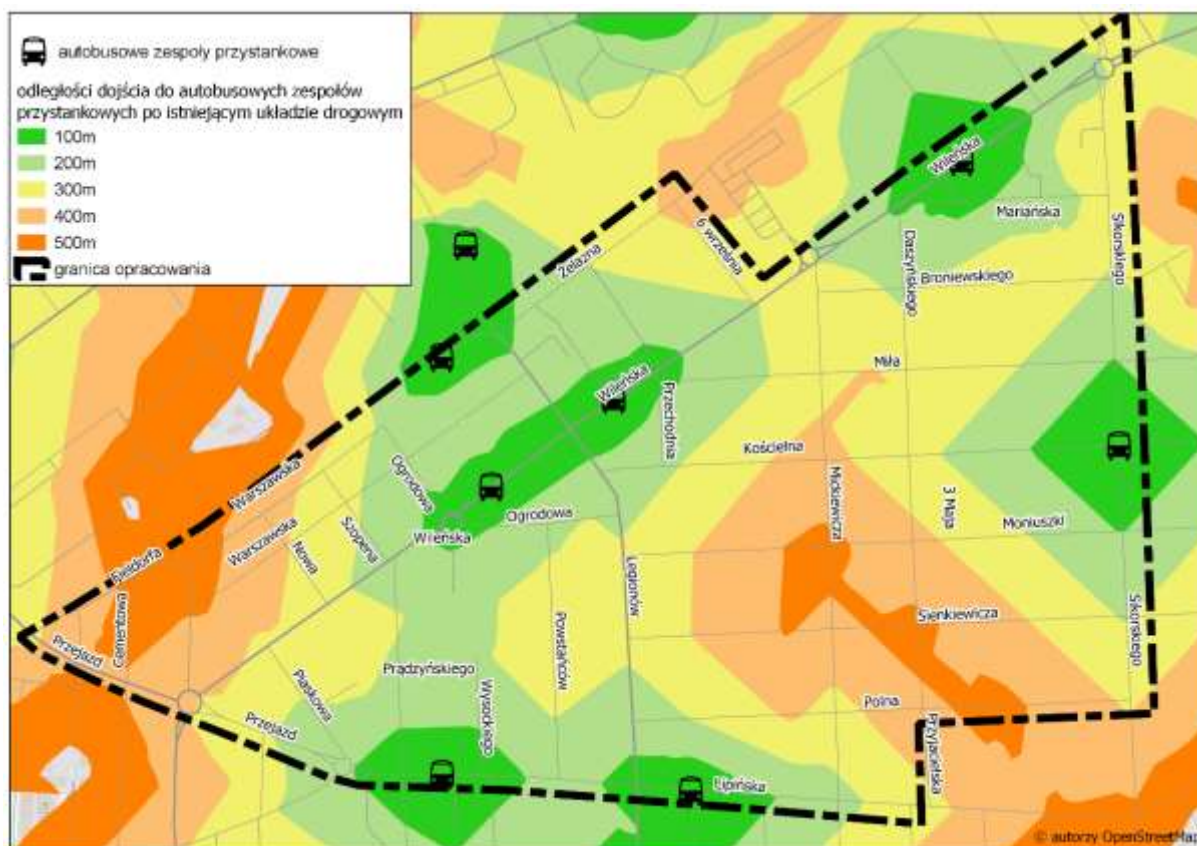 autobusowe zespoły przystankowe
odległości dojścia do autobusowych zespołów
przystankowych po istniejącym układzie drogowym
100m
200m
300m
400m
500m
granica opracowania
Wileńska
Mariańska
Sikorskiego
6 września
Daszyńskiego
Broniewskiego
Żelazna
Miła
Wileńska
Przechodnia
Kościelna
Ogrodowa
Mickiewicza
3 Maja
Warszawska
Ogrodowa
Moniuszki
Szopena
Wileńska
Warszawska
Nowa
Legionów
Fieldorfa
Cementowa
Sienkiewicza
Sikorskiego
Powstańców
Przejazd
Prądzyńskiego
Piaskowa
Wysockiego
Polna
Przejazd
Przyjacielska
Lipińska
© autorzy OpenStreetMap